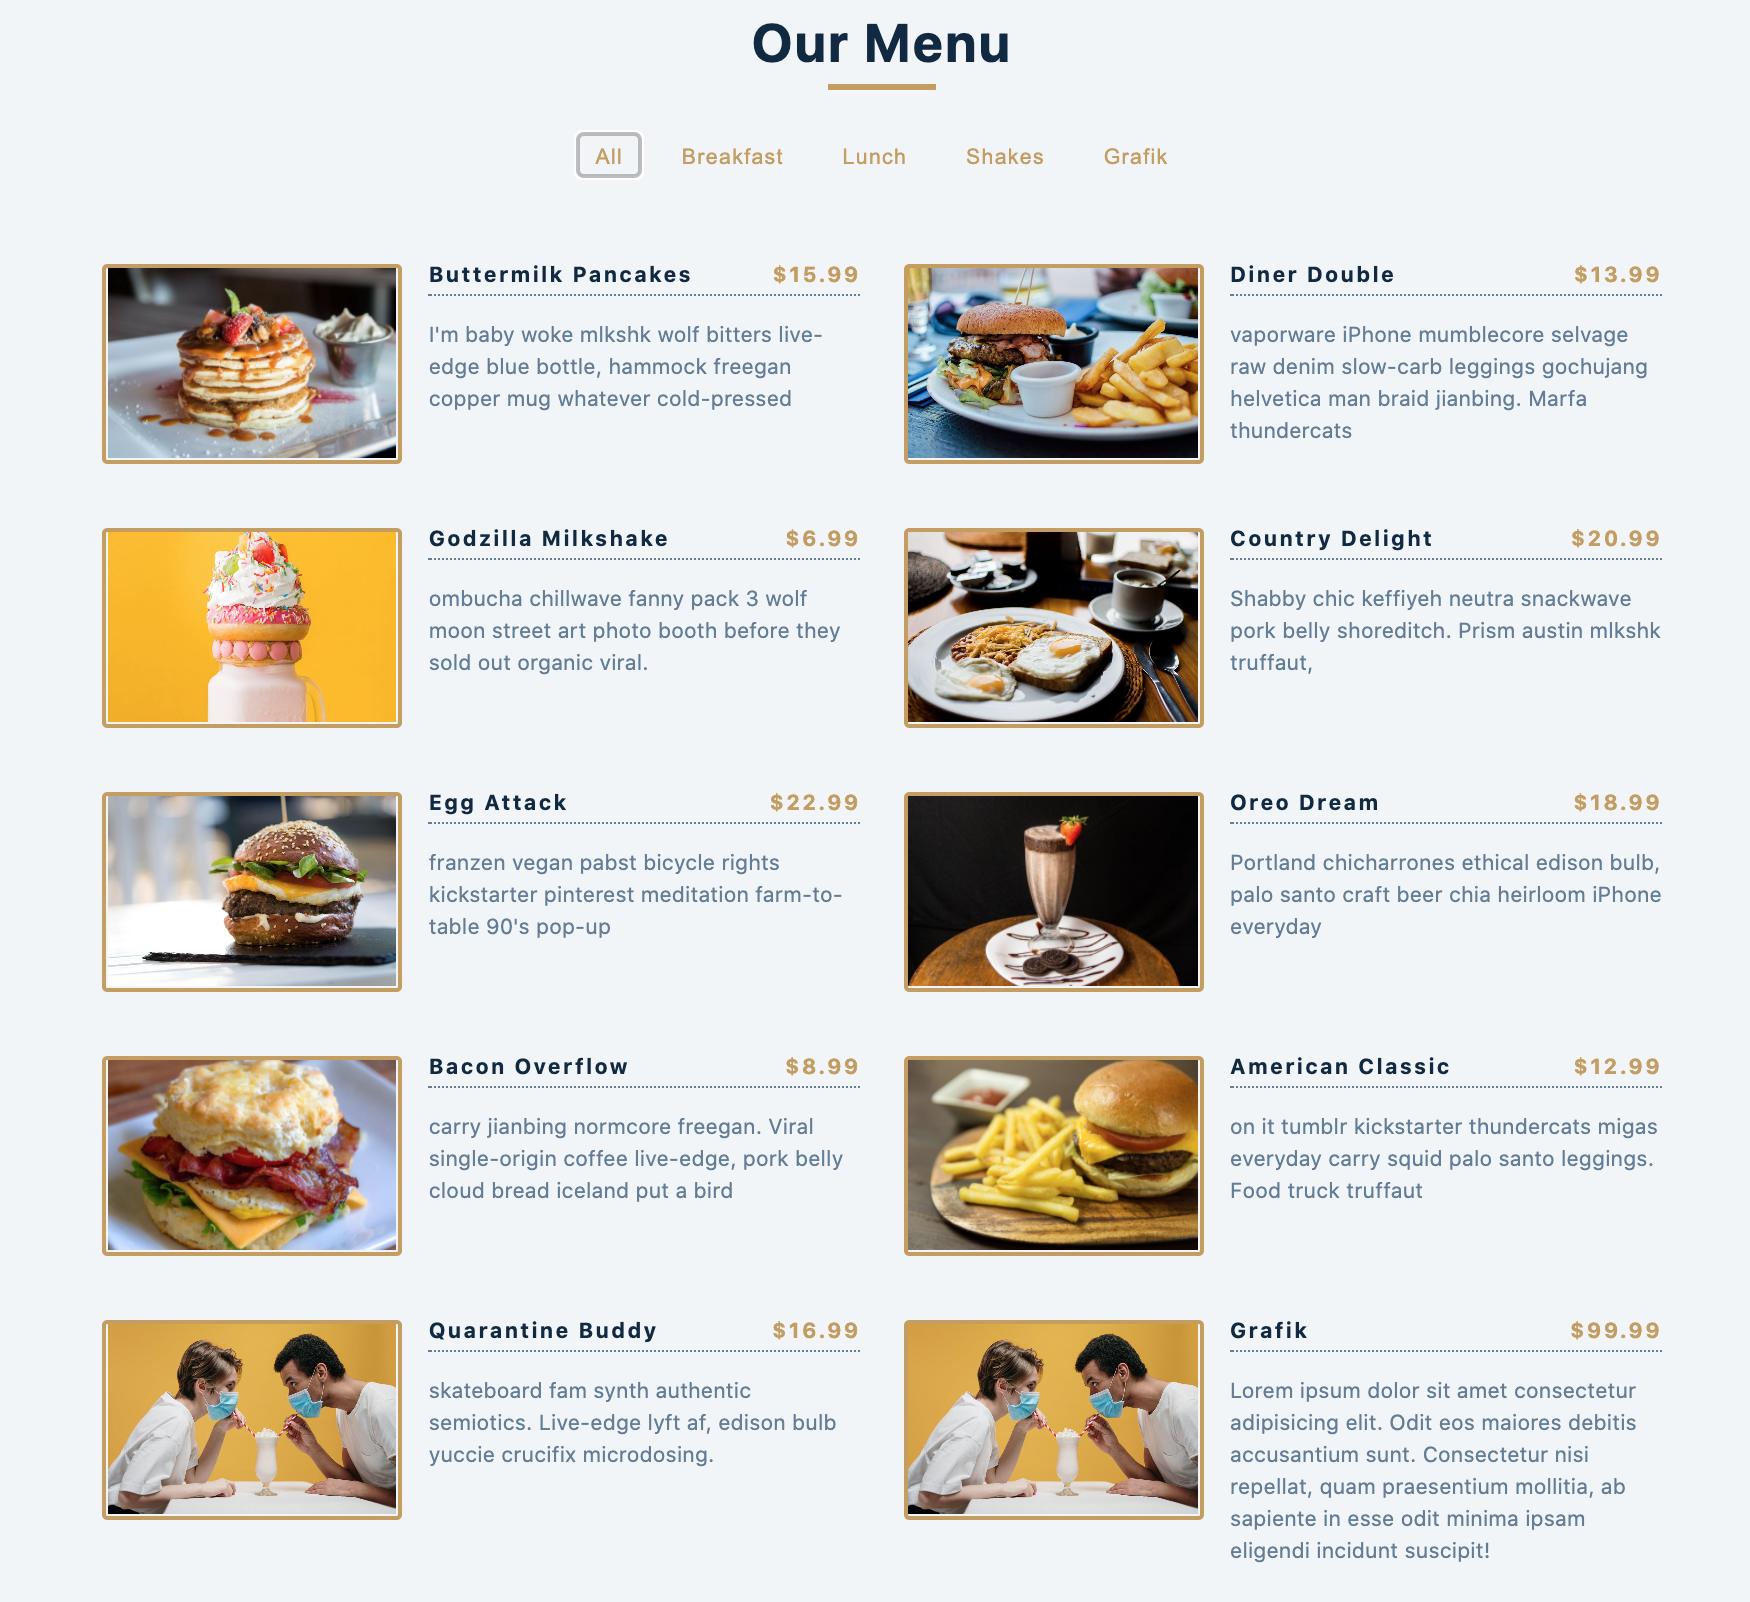 Our Menu
All Breakfast Lunch Shakes Grafik
Buttermilk Pancakes $15.99
I'm baby woke mlkshk wolf bitters live-
edge blue bottle, hammock freegan
copper mug whatever cold-pressed
Diner Double $13.99
vaporware iPhone mumblecore selvage
raw denim slow-carb leggings gochujang
helvetica man braid jianbing. Marfa
thundercats
Godzilla Milkshake $6.99
ombucha chillwave fanny pack 3 wolf
moon street art photo booth before they
sold out organic viral.
Country Delight $20.99
Shabby chic keffiyeh neutra snackwave
pork belly shoreditch. Prism austin mlkshk
truffaut,
Egg Attack $22.99
franzen vegan pabst bicycle rights
kickstarter pinterest meditation farm-to-
table 90's pop-up
Oreo Dream $18.99
Portland chicharrones ethical edison bulb,
palo santo craft beer chia heirloom iPhone
everyday
Bacon Overflow $8.99
carry jianbing normcore freegan. Viral
single-origin coffee live-edge, pork belly
cloud bread iceland put a bird
American Classic $12.99
on it tumblr kickstarter thundercats migas
everyday carry squid palo santo leggings.
Food truck truffaut
Quarantine Buddy $16.99
skateboard fam synth authentic
semiotics. Live-edge lyft af, edison bulb
yuccie crucifix microdosing.
Grafik $99.99
Lorem ipsum dolor sit amet consectetur
adipisicing elit. Odit eos maiores debitis
accusantium sunt. Consectetur nisi
repellat, quam praesentium mollitia, ab
sapiente in esse odit minima ipsam
eligendi incidunt suscipit!